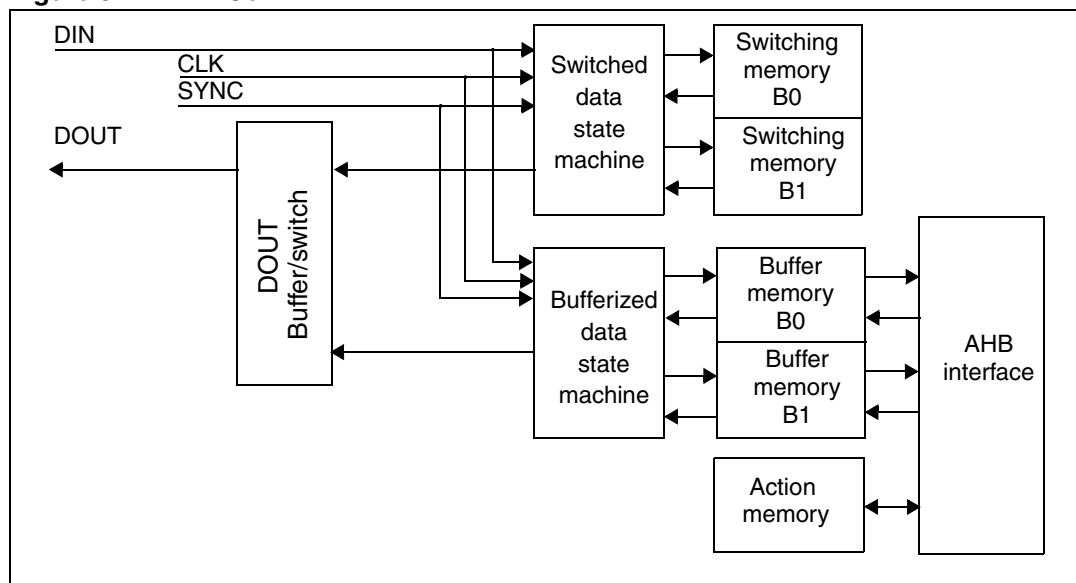 DIN
CLK
SYNC
DOUT
DOUT
Buffer/switch
Switched
data
state
machine
Switching
memory
B0
Switching
memory
B1
Bufferized
data
state
machine
Buffer
memory
B0
Buffer
memory
B1
AHB
interface
Action
memory